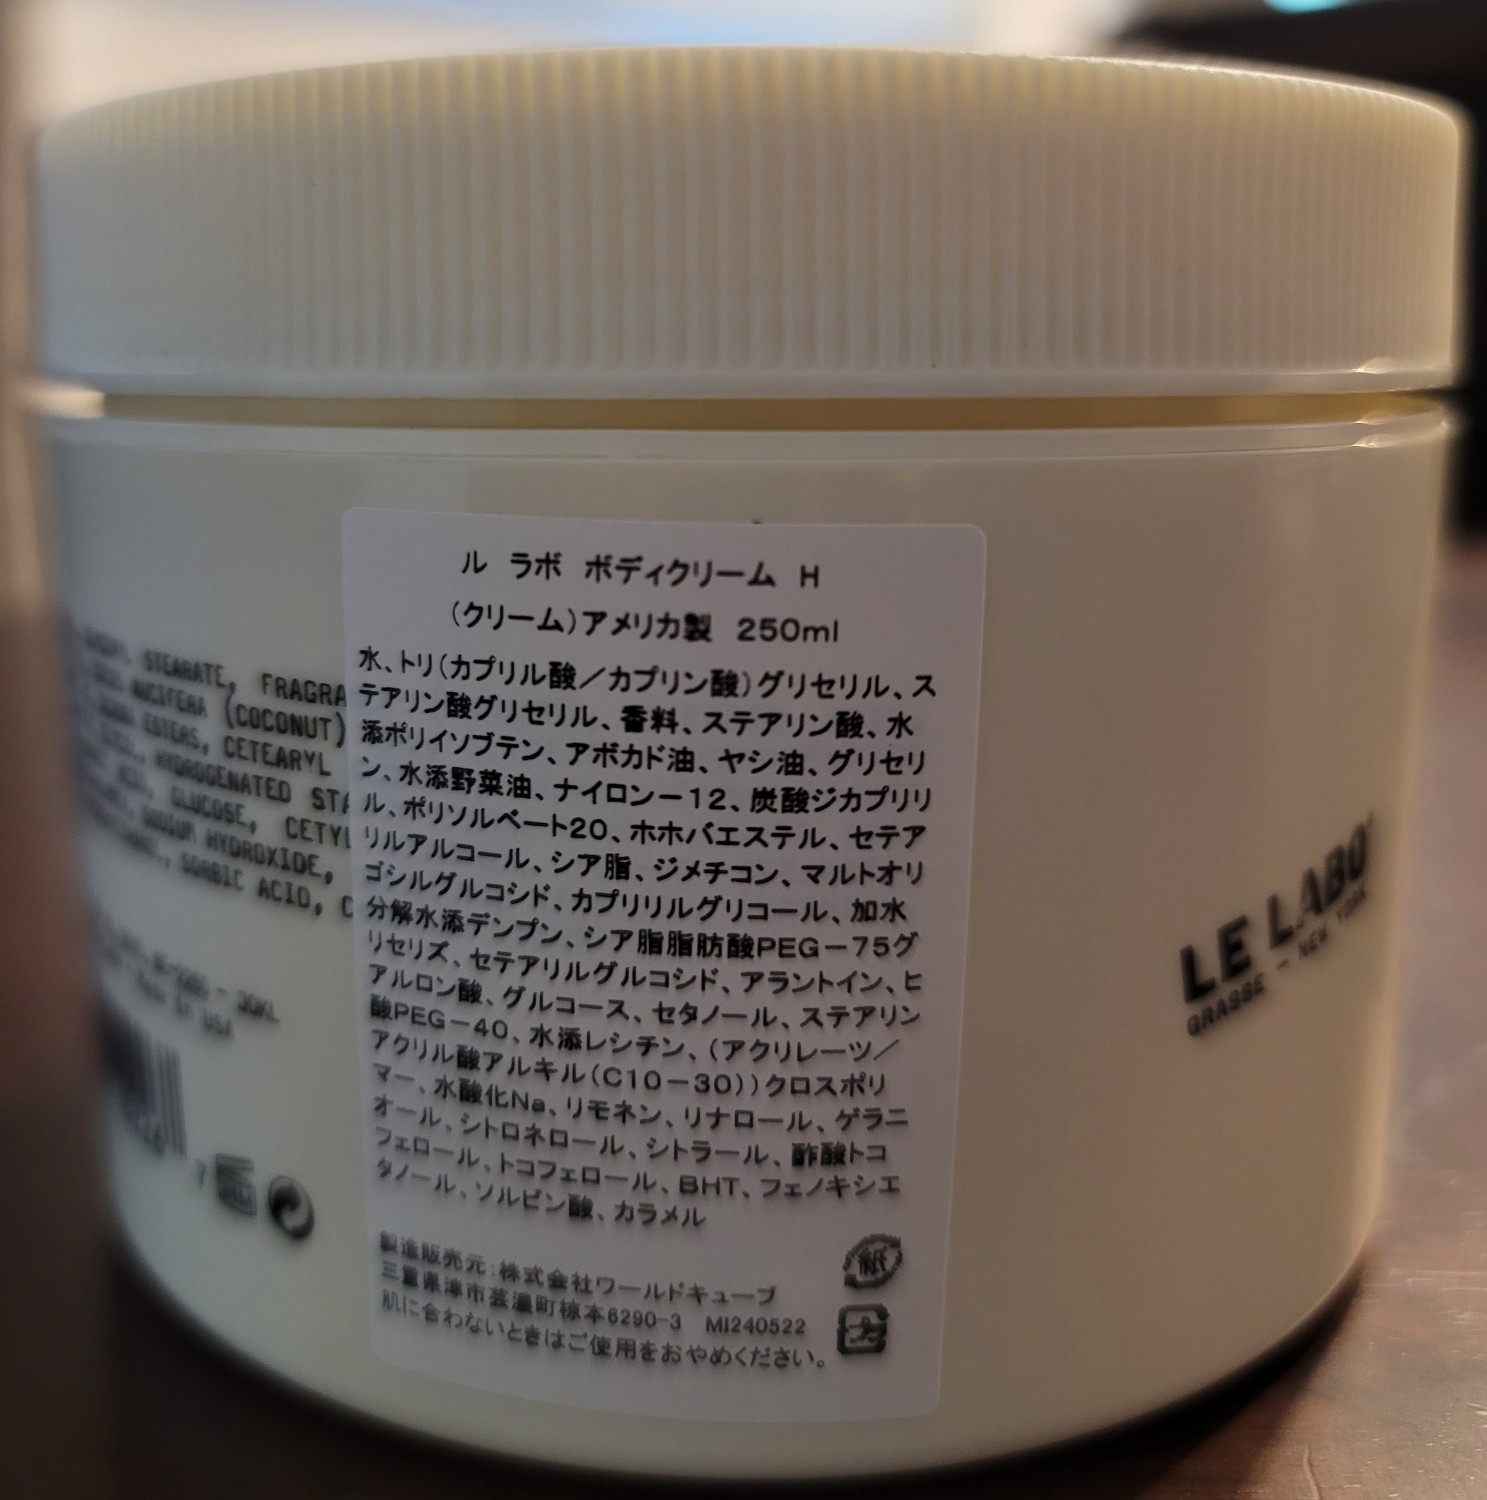 ル ラボ ボディクリーム H
(クリーム)アメリカ製 250ml
水、トリ(カプリル酸/カプリン酸)グリセリル、ス
テアリン酸グリセリル、香料、ステアリン酸、水
添ポリイソブテン、アボカド油、ヤシ油、グリセリ
ン、水添野菜油、ナイロンー12、炭酸ジカプリリ
ル、ポリソルベート20、ホホバエステル、セテア
リルアルコール、シア脂、ジメチコン、マルトオリ
ゴシルグルコシド、カプリリルグリコール、加水
分解水添デンプン、シア脂脂肪酸PEG-75グ
リセリズ、セテアリルグルコシド、アラントイン、ヒ
アルロン酸、グルコース、セタノール、ステアリン
酸PEG-40、水添レシチン、(アクリレーツ/
アクリル酸アルキル(C10-30))クロスポリ
マー、水酸化Na、リモネン、リナロール、ゲラニ
オール、シトロネロール、シトラール、酢酸トコ
フェロール、トコフェロール、BHT、フェノキシエ
タノール、ソルビン酸、カラメル
製造販売元:株式会社ワールドキューブ
三重県津市芸濃町椋本6290-3 MI240522
肌に合わないときはご使用をおやめください。
紙
STEARATE, FRAGRA
NUCIFERA (COCONUT)
ESTERS, CETEARYL
HYDROGENATED STA
ACID, GLUCOSE, CETYL
SODIUM HYDROXIDE,
SORBIC ACID, C
In USA
LE LABO
GRASSE - NEW YORK